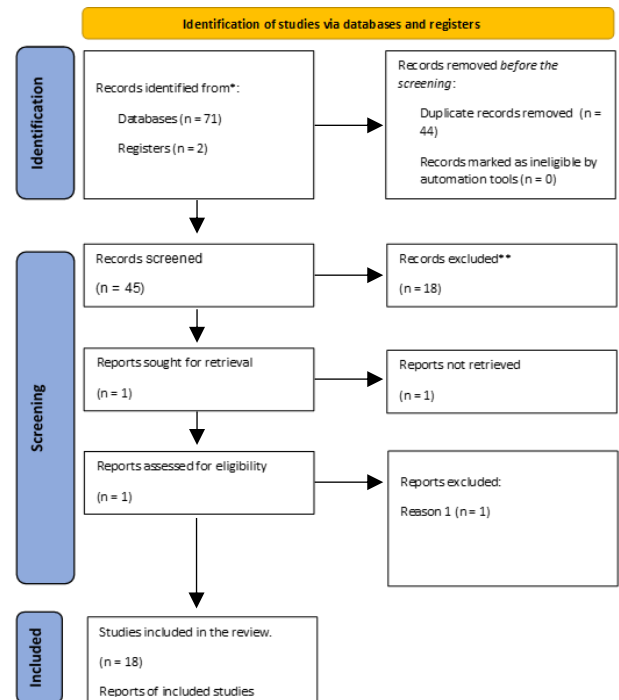 Identification of studies via databases and registers
Identification
Records identified from*:
Databases (n = 71)
Registers (n = 2)
Records removed before the
screening:
Duplicate records removed (n =
44)
Records marked as ineligible by
automation tools (n = 0)
Screening
Records screened
(n = 45)
Records excluded**
(n = 18)
Reports sought for retrieval
(n = 1)
Reports not retrieved
(n = 1)
Reports assessed for eligibility
(n = 1)
Reports excluded:
Reason 1 (n = 1)
Included
Studies included in the review.
(n = 18)
Reports of included studies